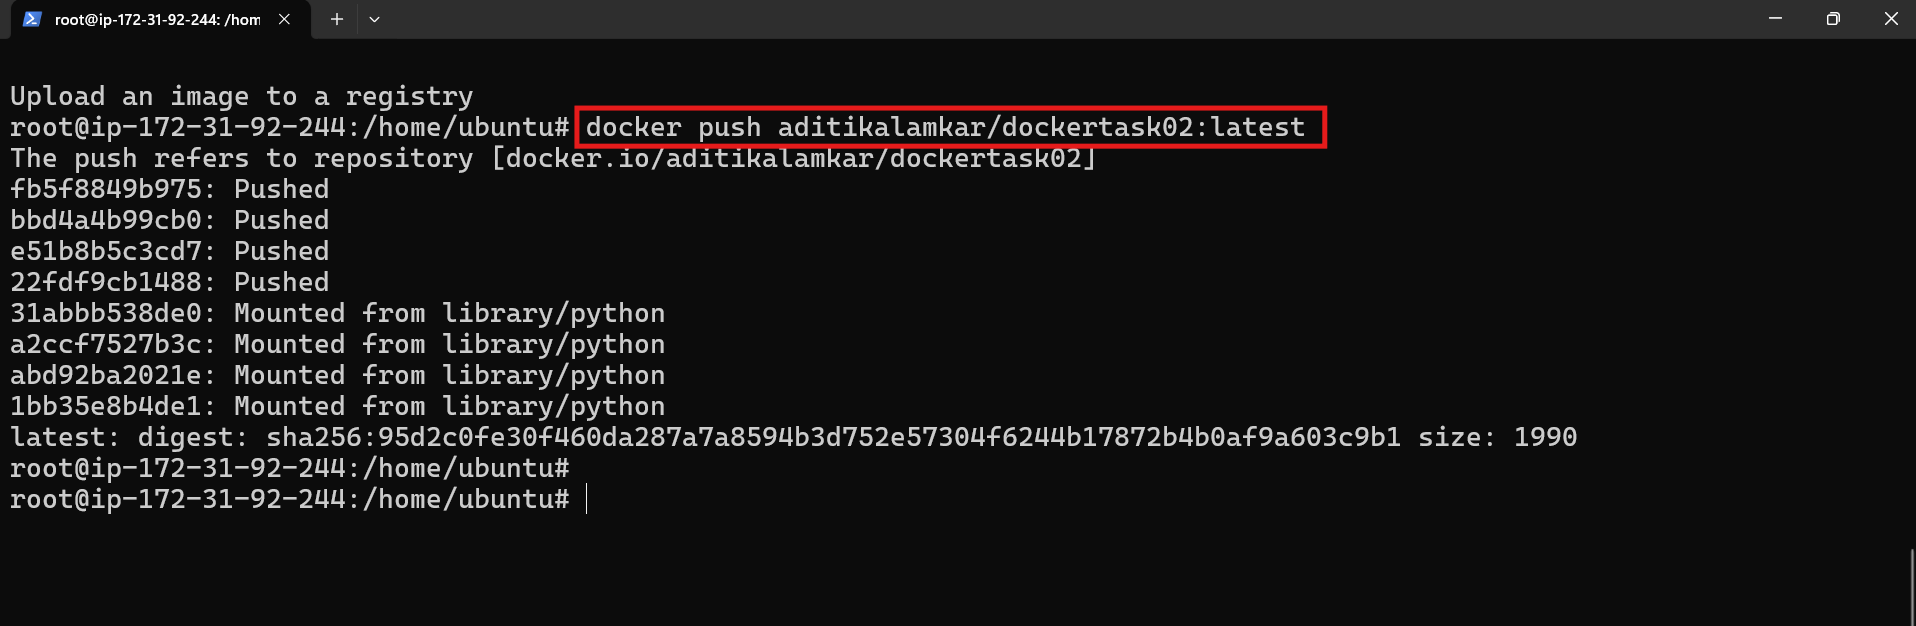 root@ip-172-31-92-244: /hom
Upload an image to a registry
root@ip-172-31-92-244:/home/ubuntu# docker push aditikalamkar/dockertask02:latest
The push refers to repository [docker.io/aditikalamkar/dockertask02]
fb5f8849b975: Pushed
bbd4a4b99cb0: Pushed
e51b8b5c3cd7: Pushed
22fdf9cb1488: Pushed
31abbb538de0: Mounted from library/python
a2ccf7527b3c: Mounted from library/python
abd92ba2021e: Mounted from library/python
1bb35e8b4de1: Mounted from library/python
latest: digest: sha256:95d2c0fe30f460da287a7a8594b3d752e57304f6244b17872b4b0af9a603c9b1 size: 1990
root@ip-172-31-92-244:/home/ubuntu#
root@ip-172-31-92-244:/home/ubuntu#